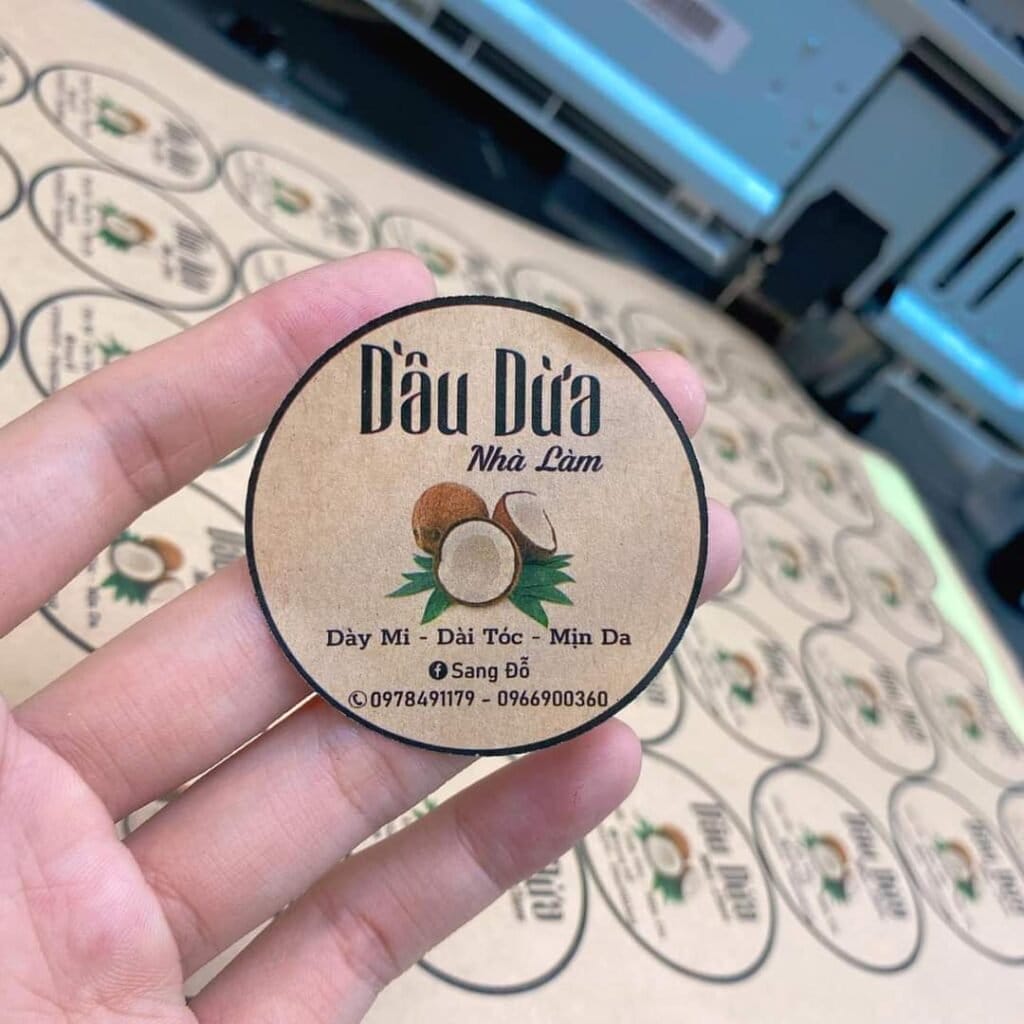 Dầu Dừa
Nhà Làm
Dày Mi - Dài Tóc - Mịn Da
Sang Đỗ
0978491179 - 0966900360